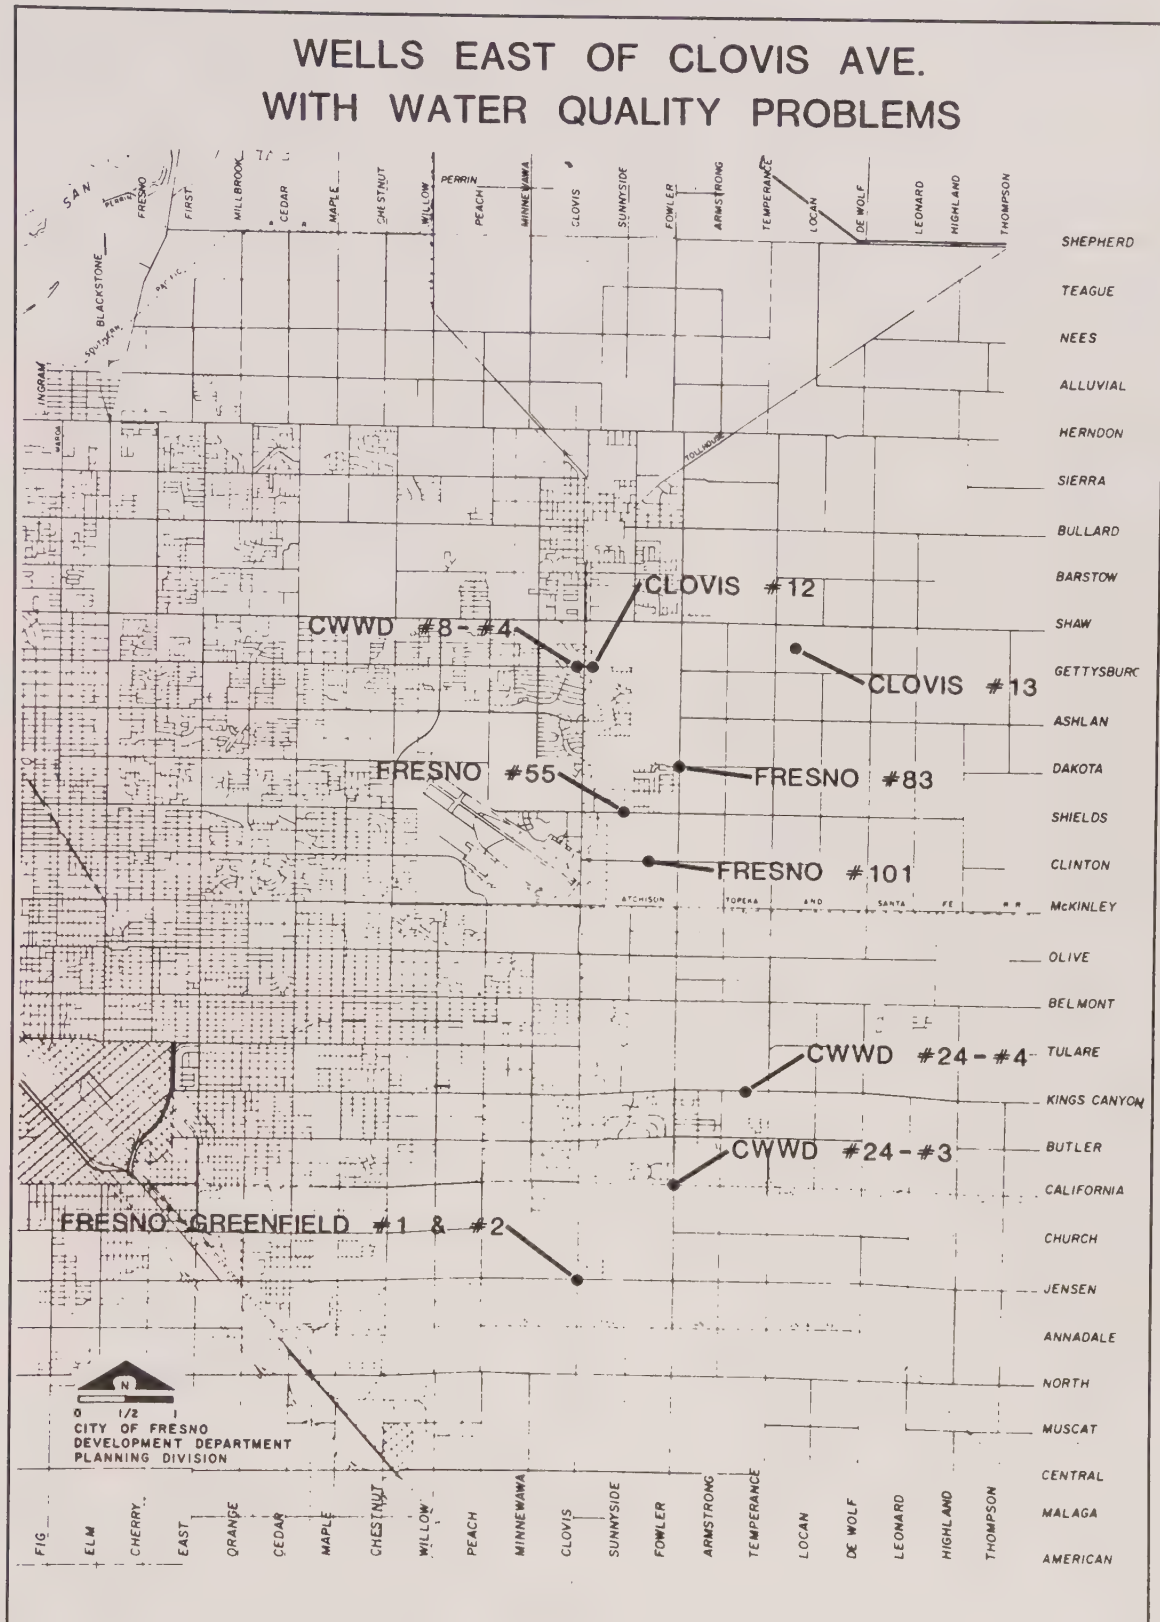 WELLS EAST OF CLOVIS AVE.
WITH WATER QUALITY PROBLEMS
SAN
PERRIN
FRESNO
FIRST
MILLBROOK
CEDAR
MAPLE
CHESTNUT
WILLOW
PERRIN
PEACH
MINNEWAWA
CLOVIS
SUNNYSIDE
FOWLER
ARMSTRONG
TEMPERANCE
LOCAN
DE WOLF
LEONARD
HIGHLAND
THOMPSON
SHEPHERD
BLACKSTONE
SOUTHERN PACIFIC
TEAGUE
NEES
INGRAM
ALLUVIAL
MAROA
HERNDON
TOLLHOUSE
SIERRA
BULLARD
BARSTOW
CLOVIS #12
SHAW
CWWD #8-#4
GETTYSBURG
CLOVIS #13
ASHLAN
DAKOTA
FRESNO #55
FRESNO #83
SHIELDS
CLINTON
FRESNO #101
ATCHISON TOPEKA AND SANTA FE R R
McKINLEY
OLIVE
BELMONT
CWWD #24-#4
TULARE
KINGS CANYON
CWWD #24-#3
BUTLER
CALIFORNIA
FRESNO GREENFIELD #1 & #2
CHURCH
JENSEN
ANNADALE
NORTH
N
0 1/2 1
CITY OF FRESNO
DEVELOPMENT DEPARTMENT
PLANNING DIVISION
MUSCAT
CENTRAL
MALAGA
AMERICAN
FIG
ELM
CHERRY
EAST
ORANGE
CEDAR
MAPLE
CHESTNUT
WILLOW
PEACH
MINNEWAWA
CLOVIS
SUNNYSIDE
FOWLER
ARMSTRONG
TEMPERANCE
LOCAN
DE WOLF
LEONARD
HIGHLAND
THOMPSON